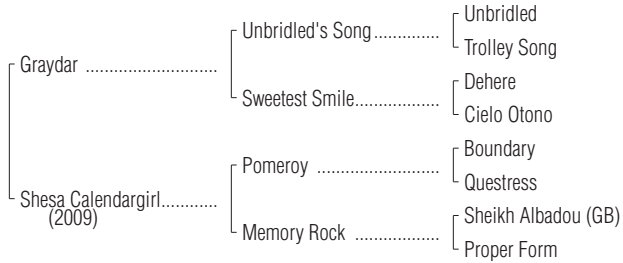 Unbridled
Unbridled's Song..............
Trolley Song
Graydar ............................
Dehere
Sweetest Smile..................
Cielo Otono
Boundary
Pomeroy ..........................
Questress
Shesa Calendargirl............
(2009)
Sheikh Albadou (GB)
Memory Rock ..................
Proper Form